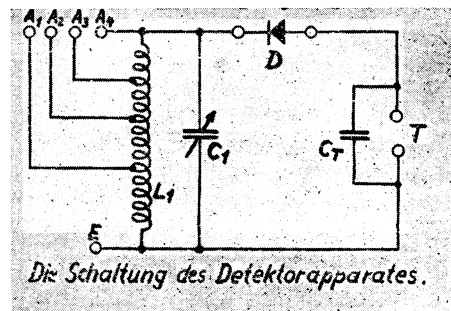 A1 A2 A3 A4
D
C1
CT
T
L1
E
Die Schaltung des Detektorapparates.